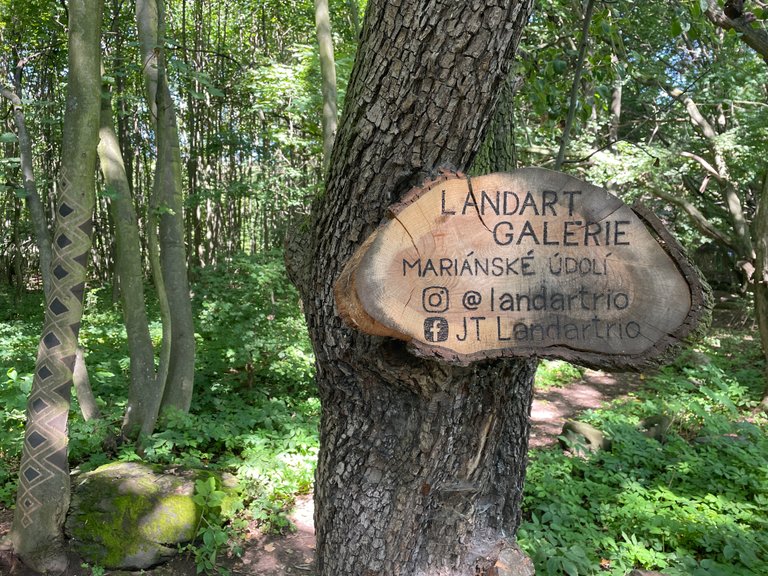 LANDART
GALERIE
MARIÁNSKÉ ÚDOLÍ
@landartrio
JT Landartrio